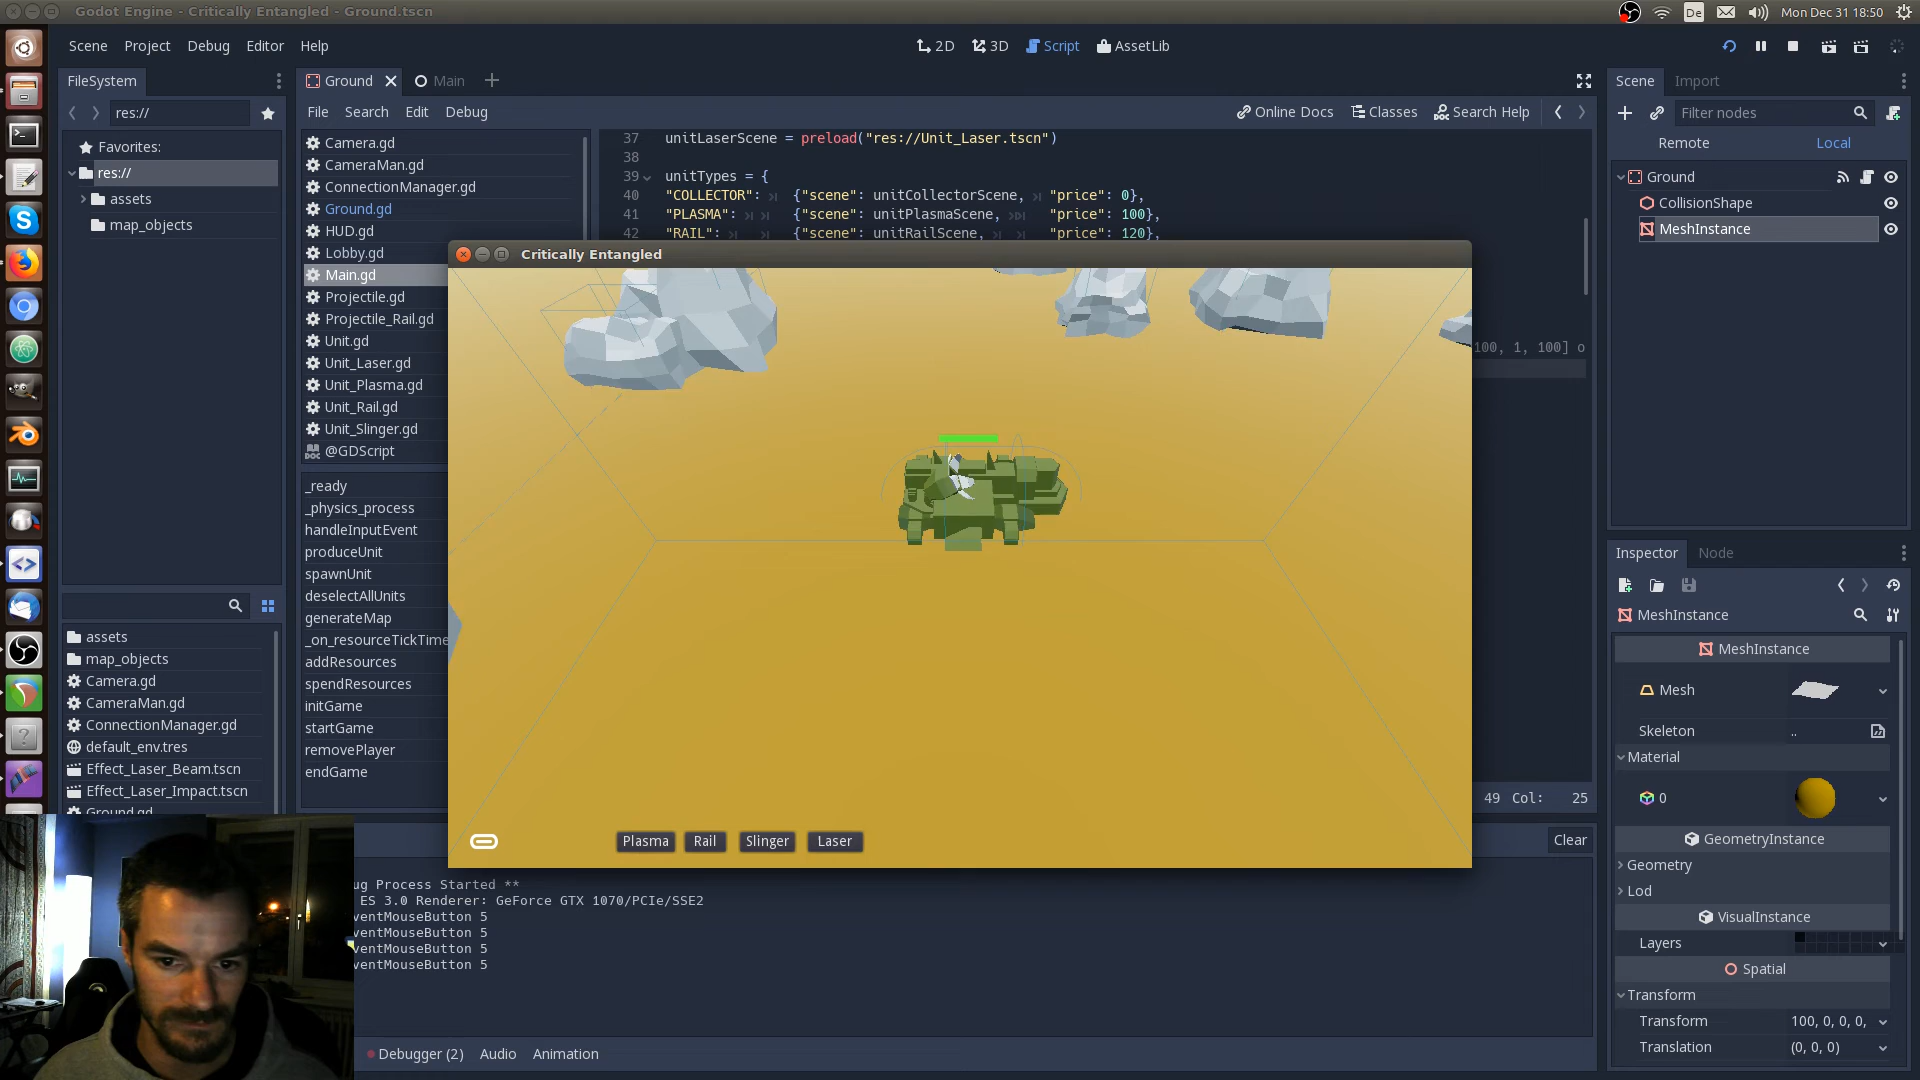 Godot Engine - Critically Entangled - Ground.tscn
De
Mon Dec 31 18:50
Scene Project Debug Editor Help
2D 3D Script AssetLib
FileSystem
res://
Favorites:
res://
assets
map_objects
assets
map_objects
Camera.gd
CameraMan.gd
ConnectionManager.gd
default_env.tres
Effect_Laser_Beam.tscn
Effect_Laser_Impact.tscn
Ground.gd
Ground Main
File Search Edit Debug
Online Docs Classes Search Help
Camera.gd
CameraMan.gd
ConnectionManager.gd
Ground.gd
HUD.gd
Lobby.gd
Main.gd
Projectile.gd
Projectile_Rail.gd
Unit.gd
Unit_Laser.gd
Unit_Plasma.gd
Unit_Rail.gd
Unit_Slinger.gd
@GDScript
_ready
_physics_process
handleInputEvent
produceUnit
spawnUnit
deselectAllUnits
generateMap
_on_resourceTickTime
addResources
spendResources
initGame
startGame
removePlayer
endGame
37 unitLaserScene = preload("res://Unit_Laser.tscn")
38
39 unitTypes = {
40 "COLLECTOR": {"scene": unitCollectorScene, "price": 0},
41 "PLASMA": {"scene": unitPlasmaScene, "price": 100},
42 "RAIL": {"scene": unitRailScene, "price": 120},
100, 1, 100] o
49 Col: 25
Critically Entangled
Plasma Rail Slinger Laser
Clear
ug Process Started **
ES 3.0 Renderer: GeForce GTX 1070/PCIe/SSE2
ventMouseButton 5
ventMouseButton 5
ventMouseButton 5
ventMouseButton 5
Debugger (2) Audio Animation
Scene Import
Filter nodes
Remote Local
Ground
CollisionShape
MeshInstance
Inspector Node
MeshInstance
MeshInstance
Mesh
Skeleton ..
Material
0
GeometryInstance
Geometry
Lod
VisualInstance
Layers
Spatial
Transform
Transform 100, 0, 0, 0,
Translation (0, 0, 0)